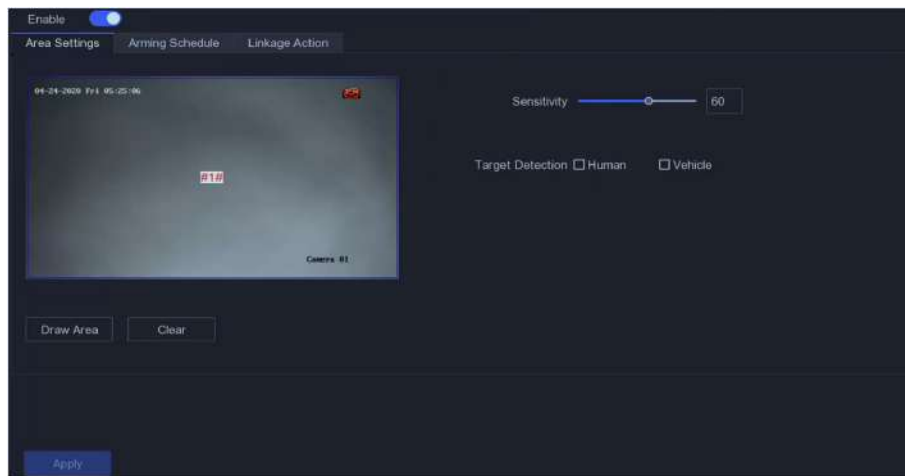 Enable
Area Settings Arming Schedule Linkage Action
04-24-2020 Fri 05:25:06
Sensitivity 60
Target Detection Human Vehicle
#1#
Camera 01
Draw Area Clear
Apply